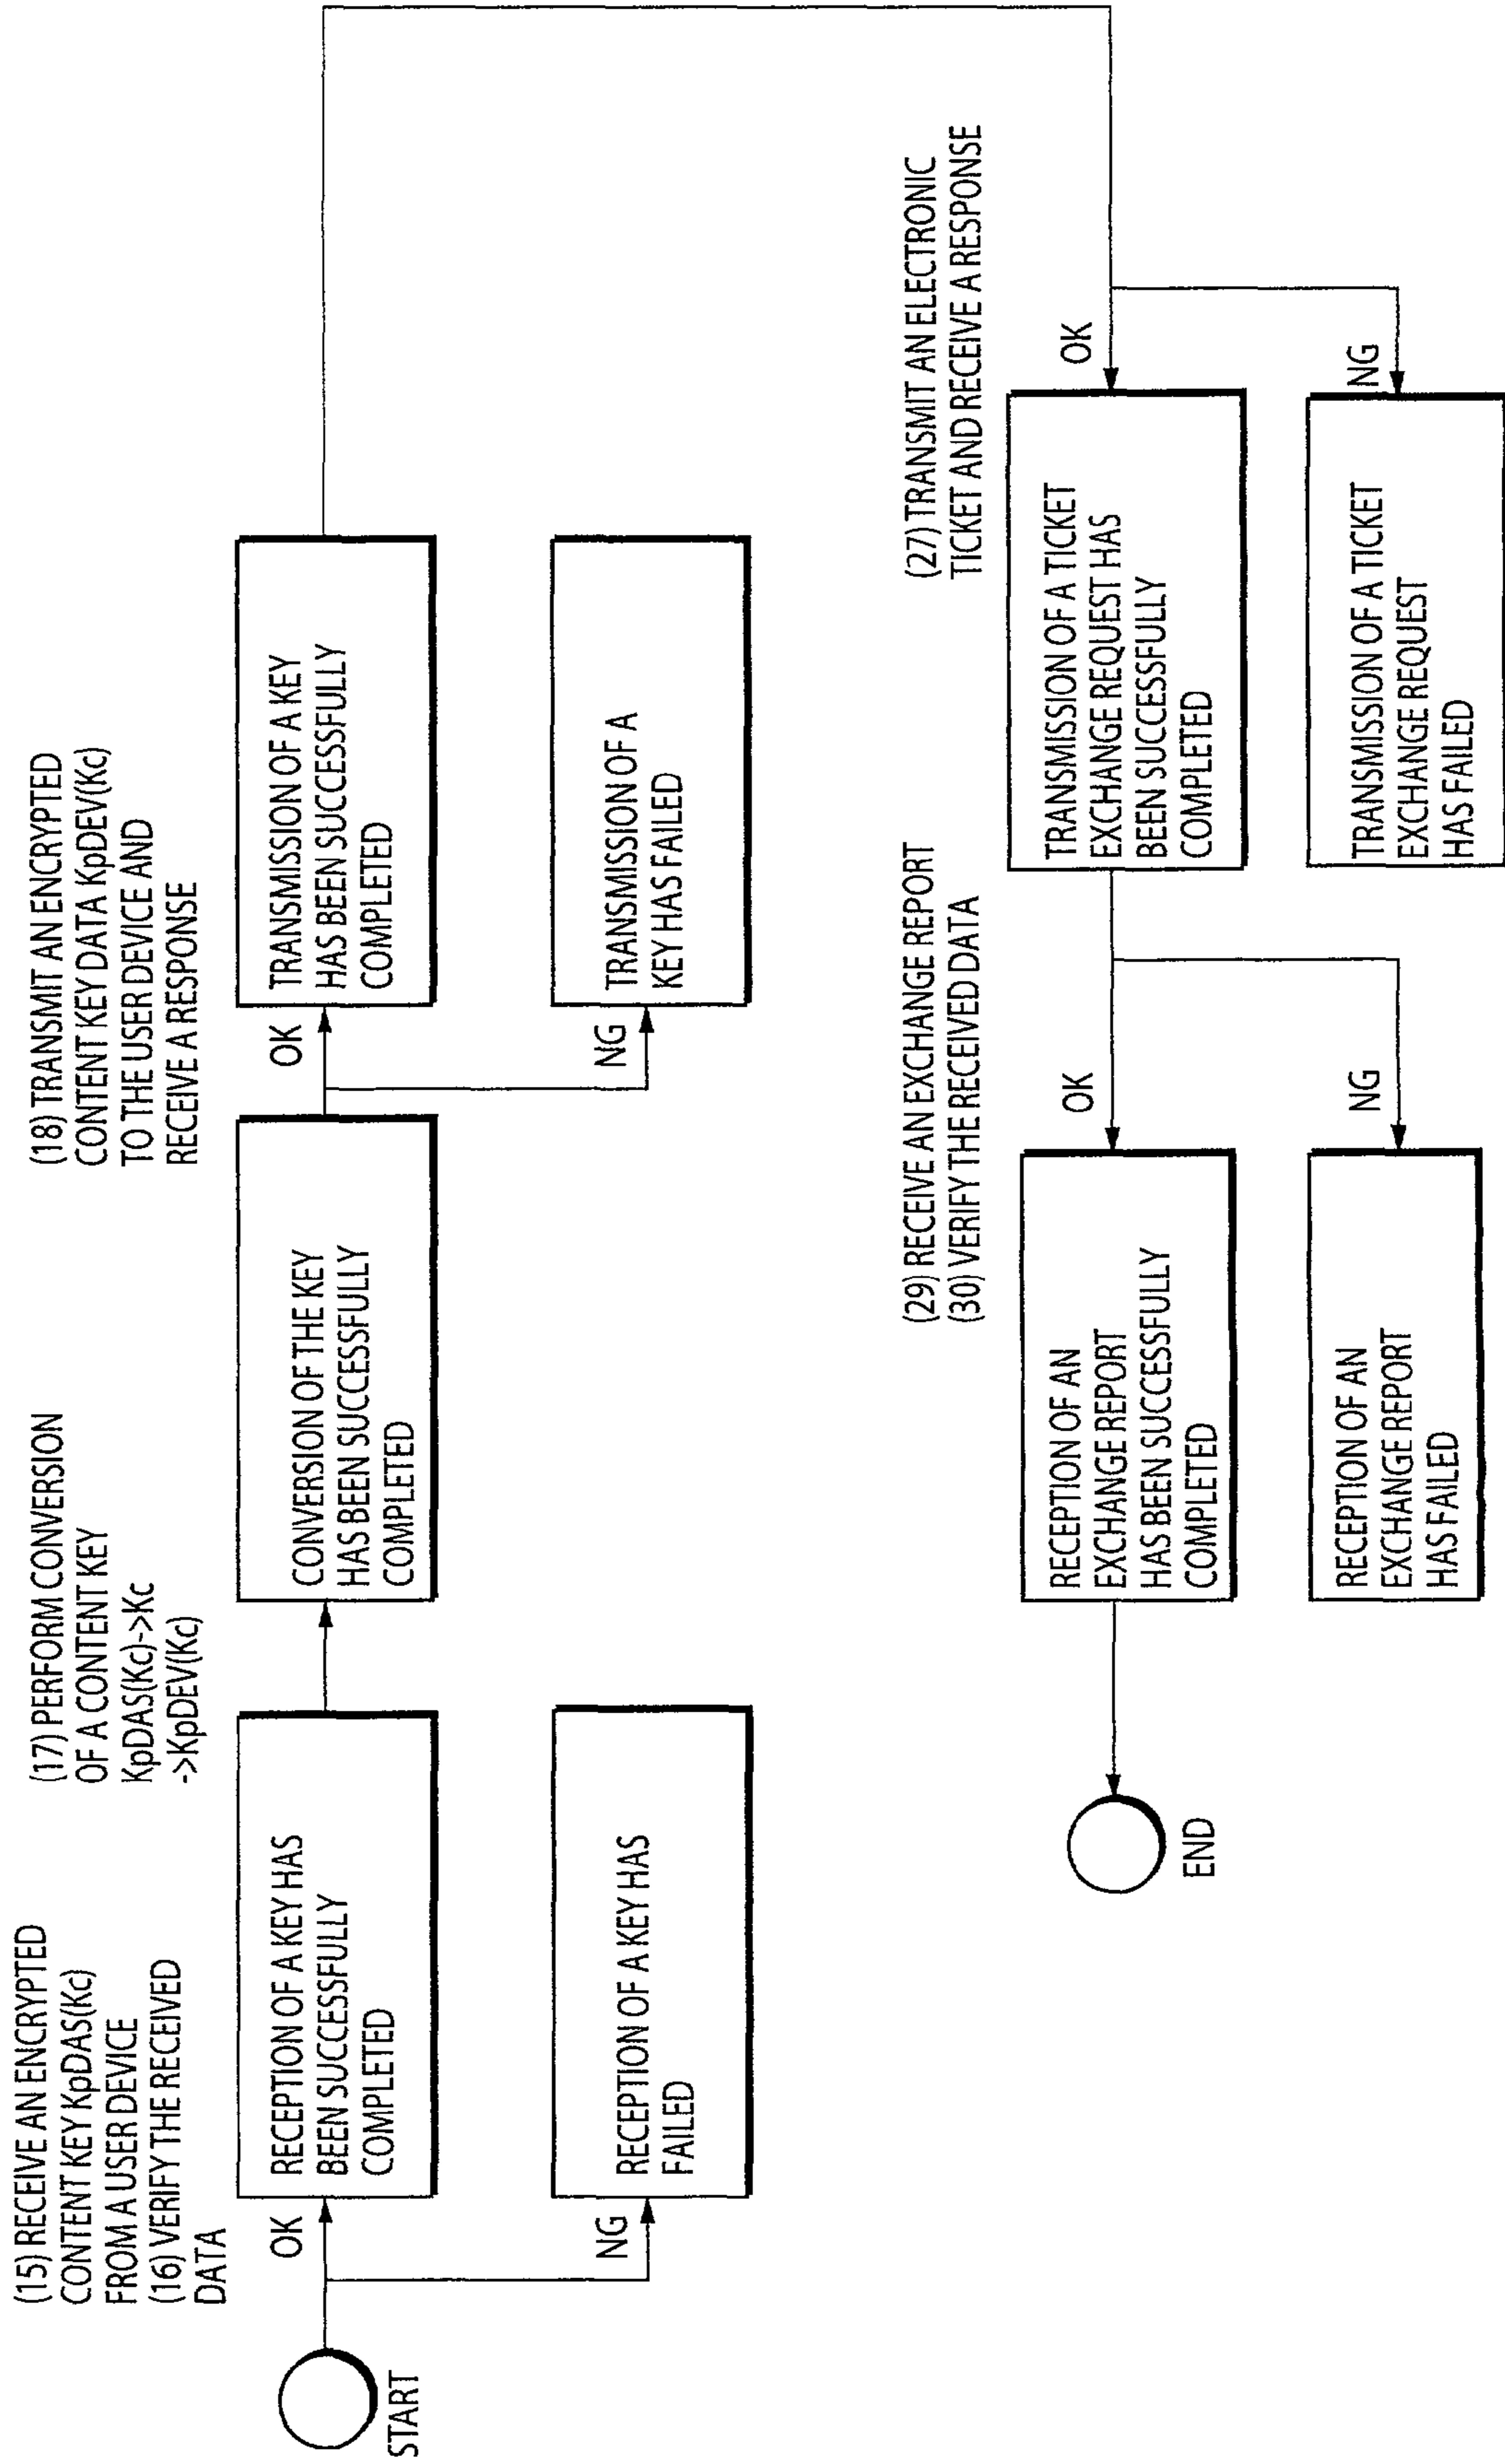 (15) RECEIVE AN ENCRYPTED
CONTENT KEY KpDAS(Kc)
FROM A USER DEVICE
(16) VERIFY THE RECEIVED
DATA
(17) PERFORM CONVERSION
OF A CONTENT KEY
KpDAS(Kc)->Kc
->KpDEV(Kc)
(18) TRANSMIT AN ENCRYPTED
CONTENT KEY DATA KpDEV(Kc)
TO THE USER DEVICE AND
RECEIVE A RESPONSE
START
OK
RECEPTION OF A KEY HAS
BEEN SUCCESSFULLY
COMPLETED
CONVERSION OF THE KEY
HAS BEEN SUCCESSFULLY
COMPLETED
OK
TRANSMISSION OF A KEY
HAS BEEN SUCCESSFULLY
COMPLETED
NG
RECEPTION OF A KEY HAS
FAILED
NG
TRANSMISSION OF A
KEY HAS FAILED
(29) RECEIVE AN EXCHANGE REPORT
(30) VERIFY THE RECEIVED DATA
(27) TRANSMIT AN ELECTRONIC
TICKET AND RECEIVE A RESPONSE
END
RECEPTION OF AN
EXCHANGE REPORT
HAS BEEN SUCCESSFULLY
COMPLETED
OK
TRANSMISSION OF A TICKET
EXCHANGE REQUEST HAS
BEEN SUCCESSFULLY
COMPLETED
OK
RECEPTION OF AN
EXCHANGE REPORT
HAS FAILED
NG
TRANSMISSION OF A TICKET
EXCHANGE REQUEST
HAS FAILED
NG